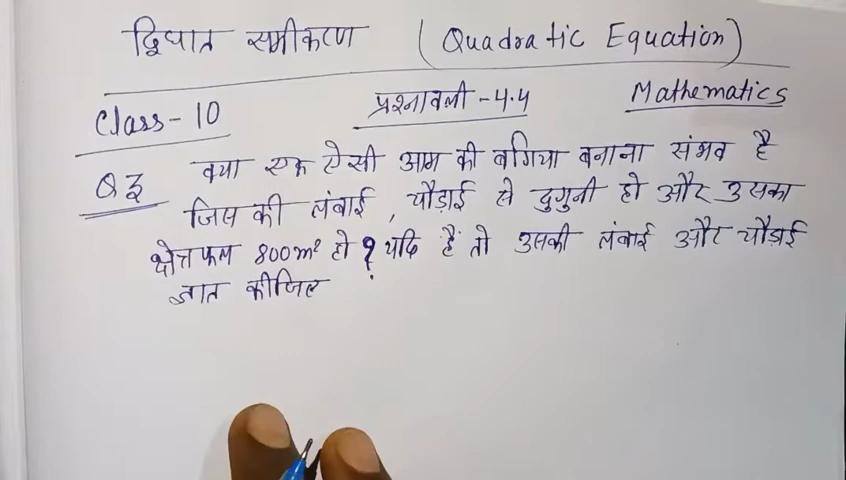 द्विघात समीकरण (Quadratic Equation)
Class-10 प्रश्नावली-4.4 Mathematics
Q3 क्या एक ऐसी आम की बगिया बनाना संभव है
जिस की लंबाई, चौड़ाई से दुगुनी हो और उसका
क्षेत्रफल 800m² हो? यदि हैं तो उसकी लंबाई और चौड़ाई
ज्ञात कीजिए